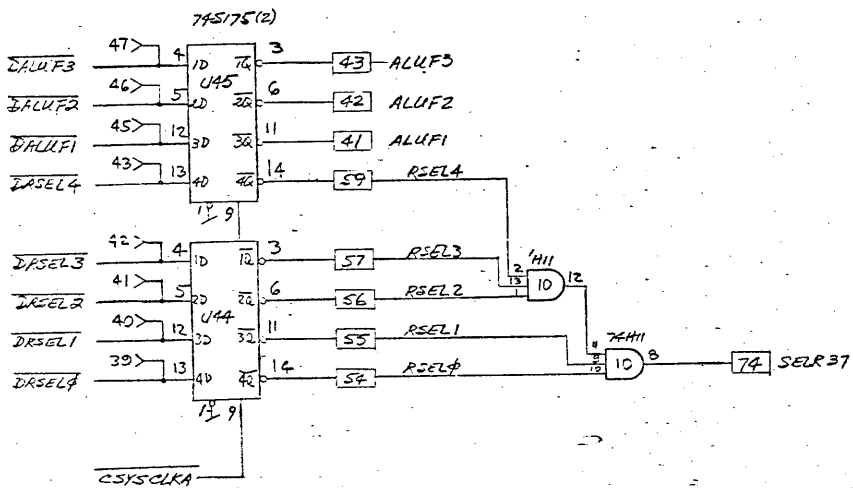 74S175(2)
47
DALUF3
4
1D
1Q
3
43
ALUF3
U45
46
DALUF2
5
2D
2Q
6
42
ALUF2
45
DALUF1
12
3D
3Q
11
41
ALUF1
43
DRSEL4
13
4D
4Q
14
59
RSEL4
1
9
42
DRSEL3
4
1D
1Q
3
57
RSEL3
'H11
2
13
1
10
12
41
DRSEL2
5
2D
2Q
6
56
RSEL2
U44
40
DRSEL1
12
3D
3Q
11
55
RSEL1
74H11
9
10
10
8
74
SELR37
39
DRSELφ
13
4D
4Q
14
54
RSELφ
1
9
CSYSCLKA